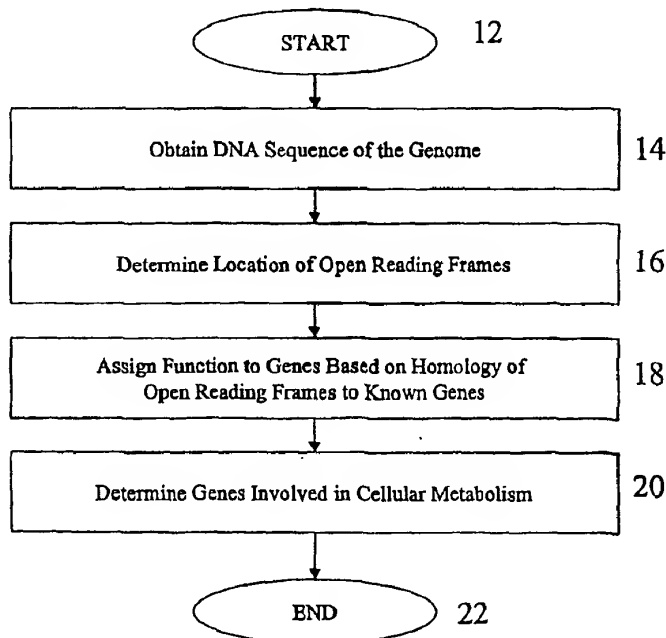 START 12
Obtain DNA Sequence of the Genome 14
Determine Location of Open Reading Frames 16
Assign Function to Genes Based on Homology of
Open Reading Frames to Known Genes 18
Determine Genes Involved in Cellular Metabolism 20
END 22